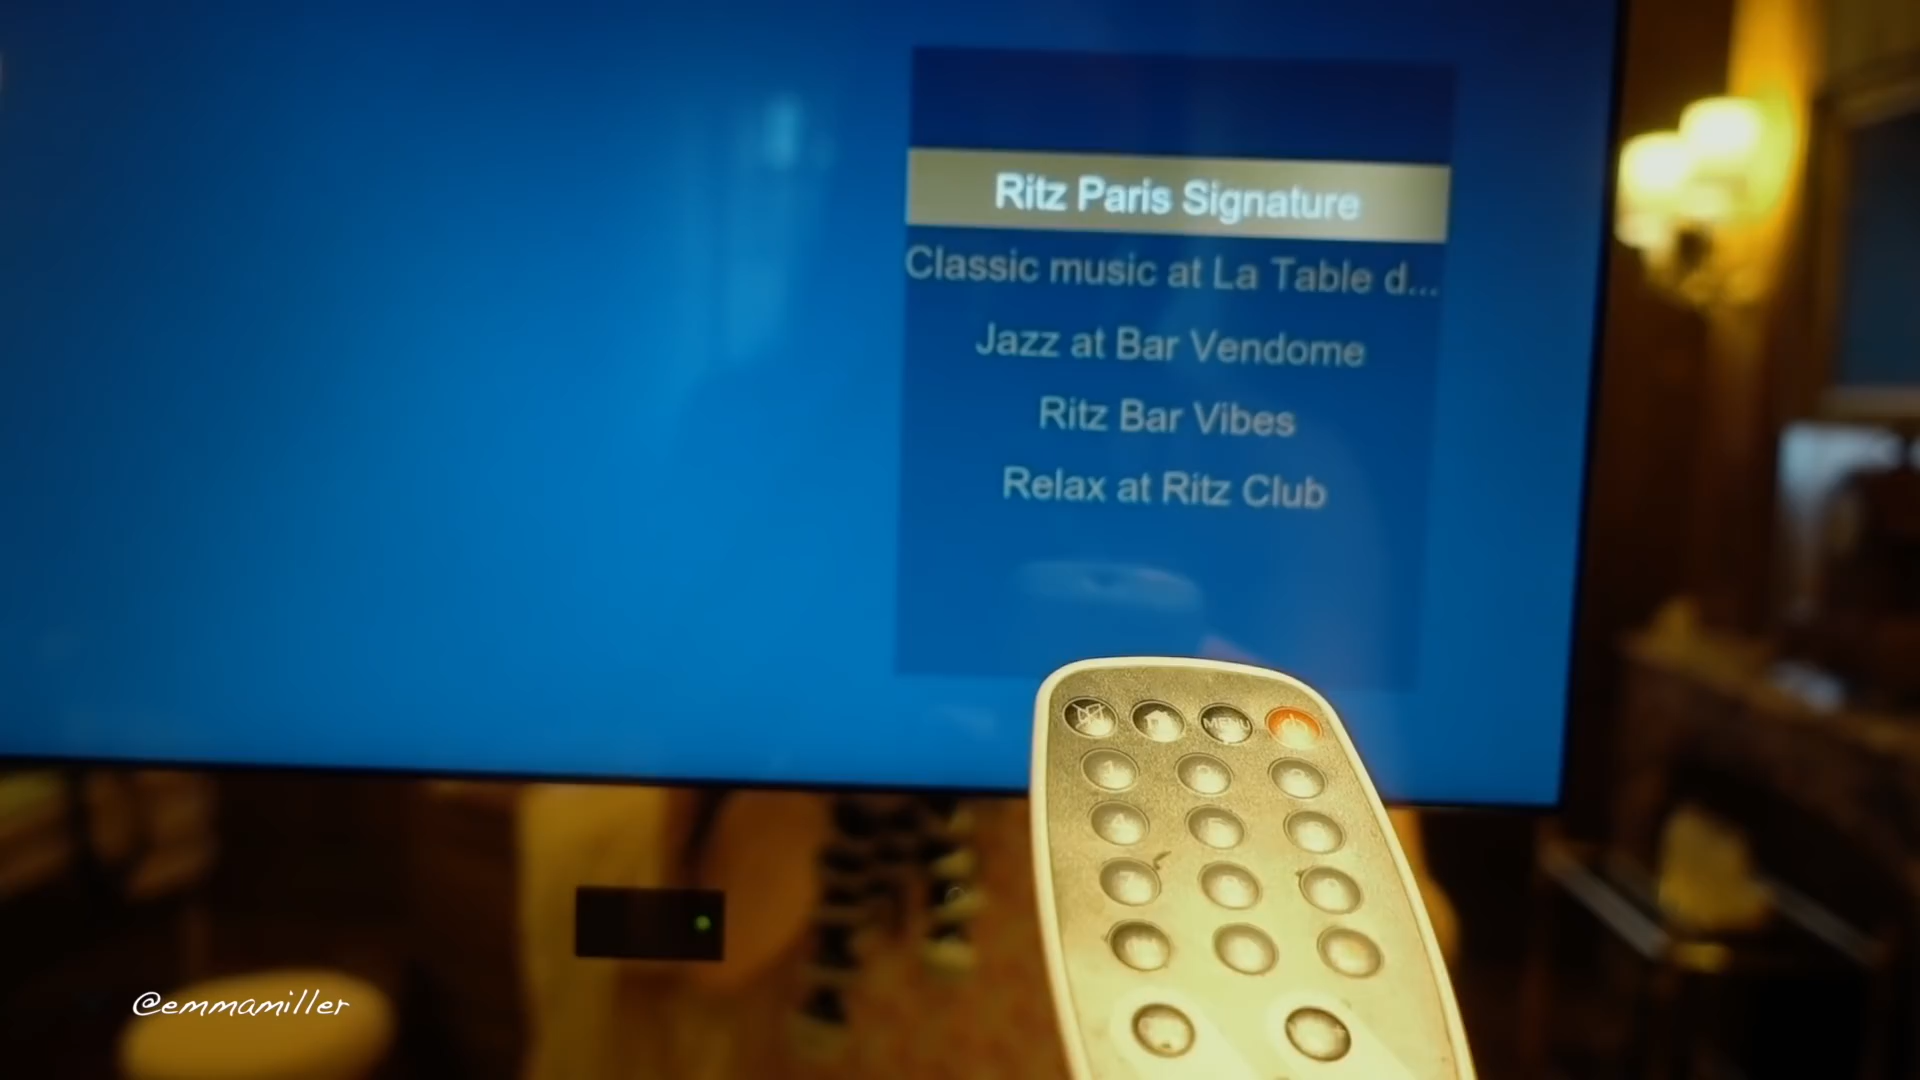 Ritz Paris Signature
Classic music at La Table d...
Jazz at Bar Vendome
Ritz Bar Vibes
Relax at Ritz Club
MENU
@emmamiller